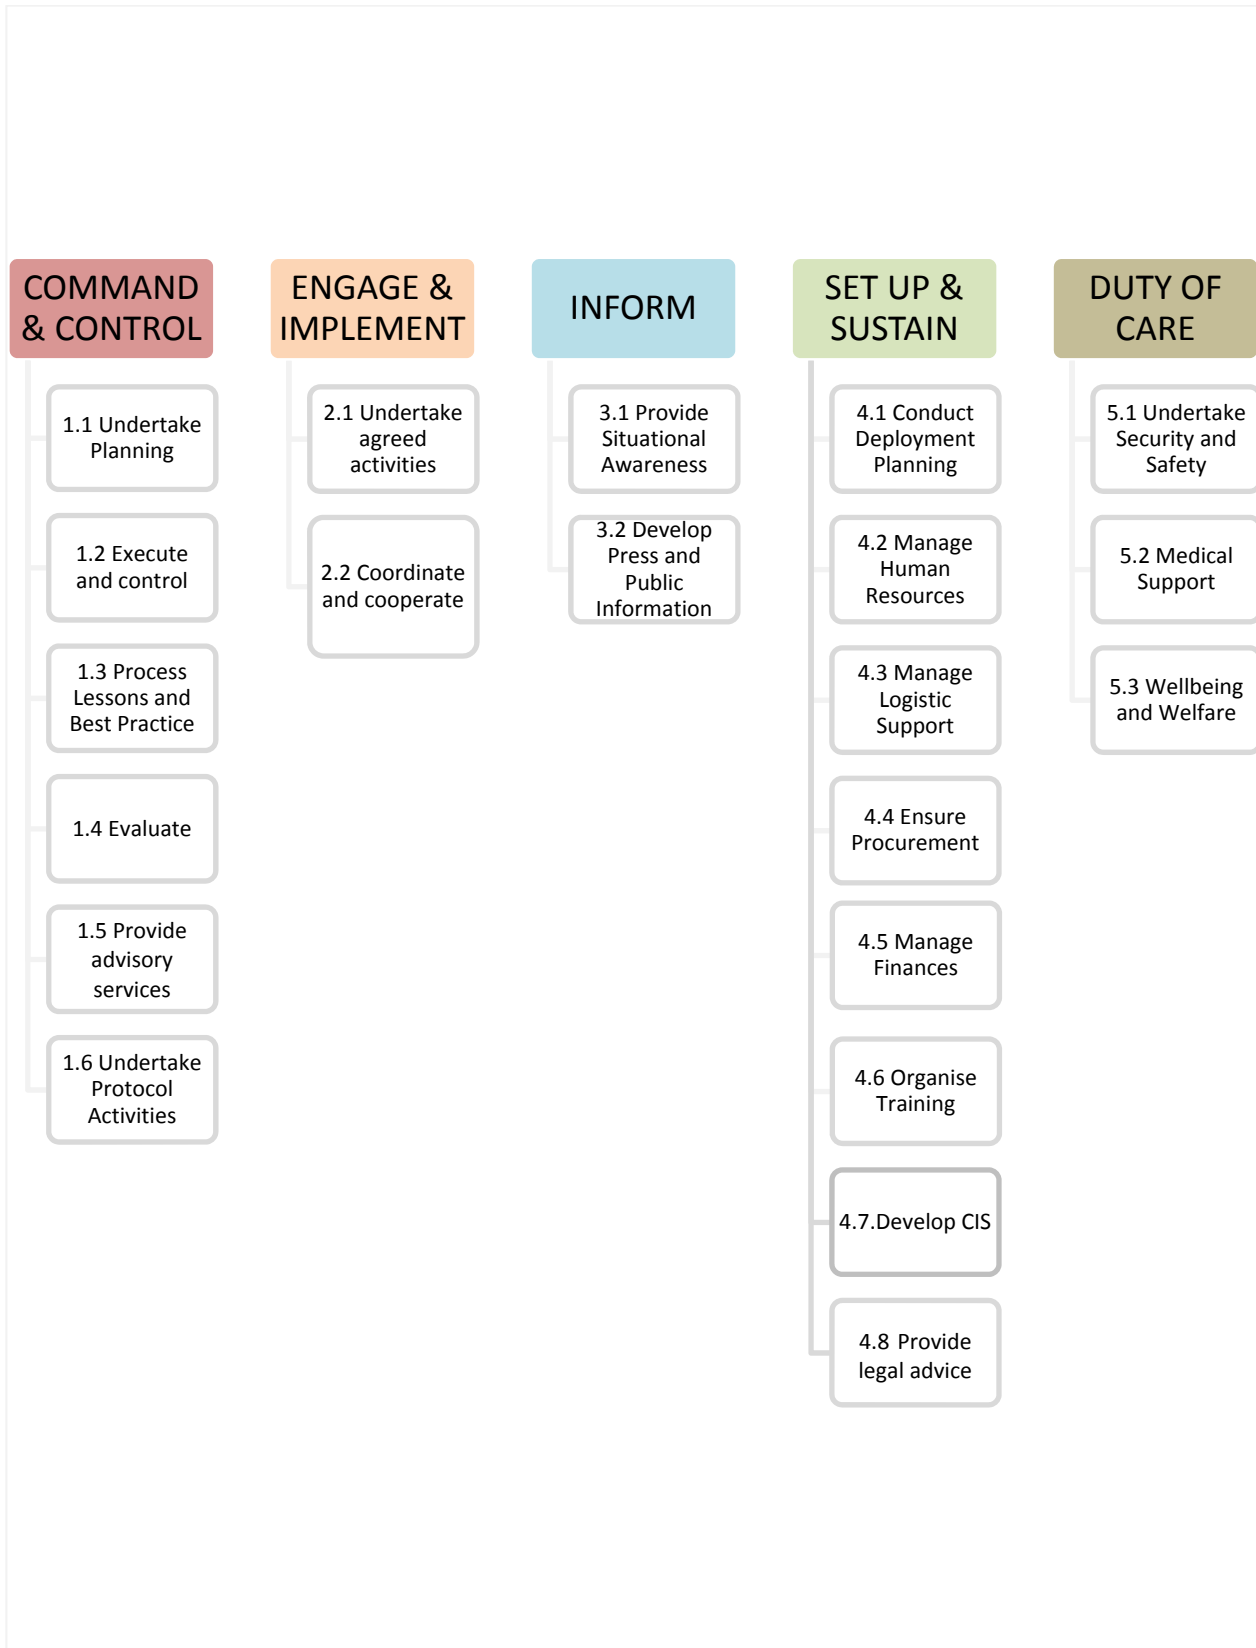 COMMAND
& CONTROL
1.1 Undertake
Planning
1.2 Execute
and control
1.3 Process
Lessons and
Best Practice
1.4 Evaluate
1.5 Provide
advisory
services
1.6 Undertake
Protocol
Activities
ENGAGE &
IMPLEMENT
2.1 Undertake
agreed
activities
2.2 Coordinate
and cooperate
INFORM
3.1 Provide
Situational
Awareness
3.2 Develop
Press and
Public
Information
SET UP &
SUSTAIN
4.1 Conduct
Deployment
Planning
4.2 Manage
Human
Resources
4.3 Manage
Logistic
Support
4.4 Ensure
Procurement
4.5 Manage
Finances
4.6 Organise
Training
4.7.Develop CIS
4.8 Provide
legal advice
DUTY OF
CARE
5.1 Undertake
Security and
Safety
5.2 Medical
Support
5.3 Wellbeing
and Welfare